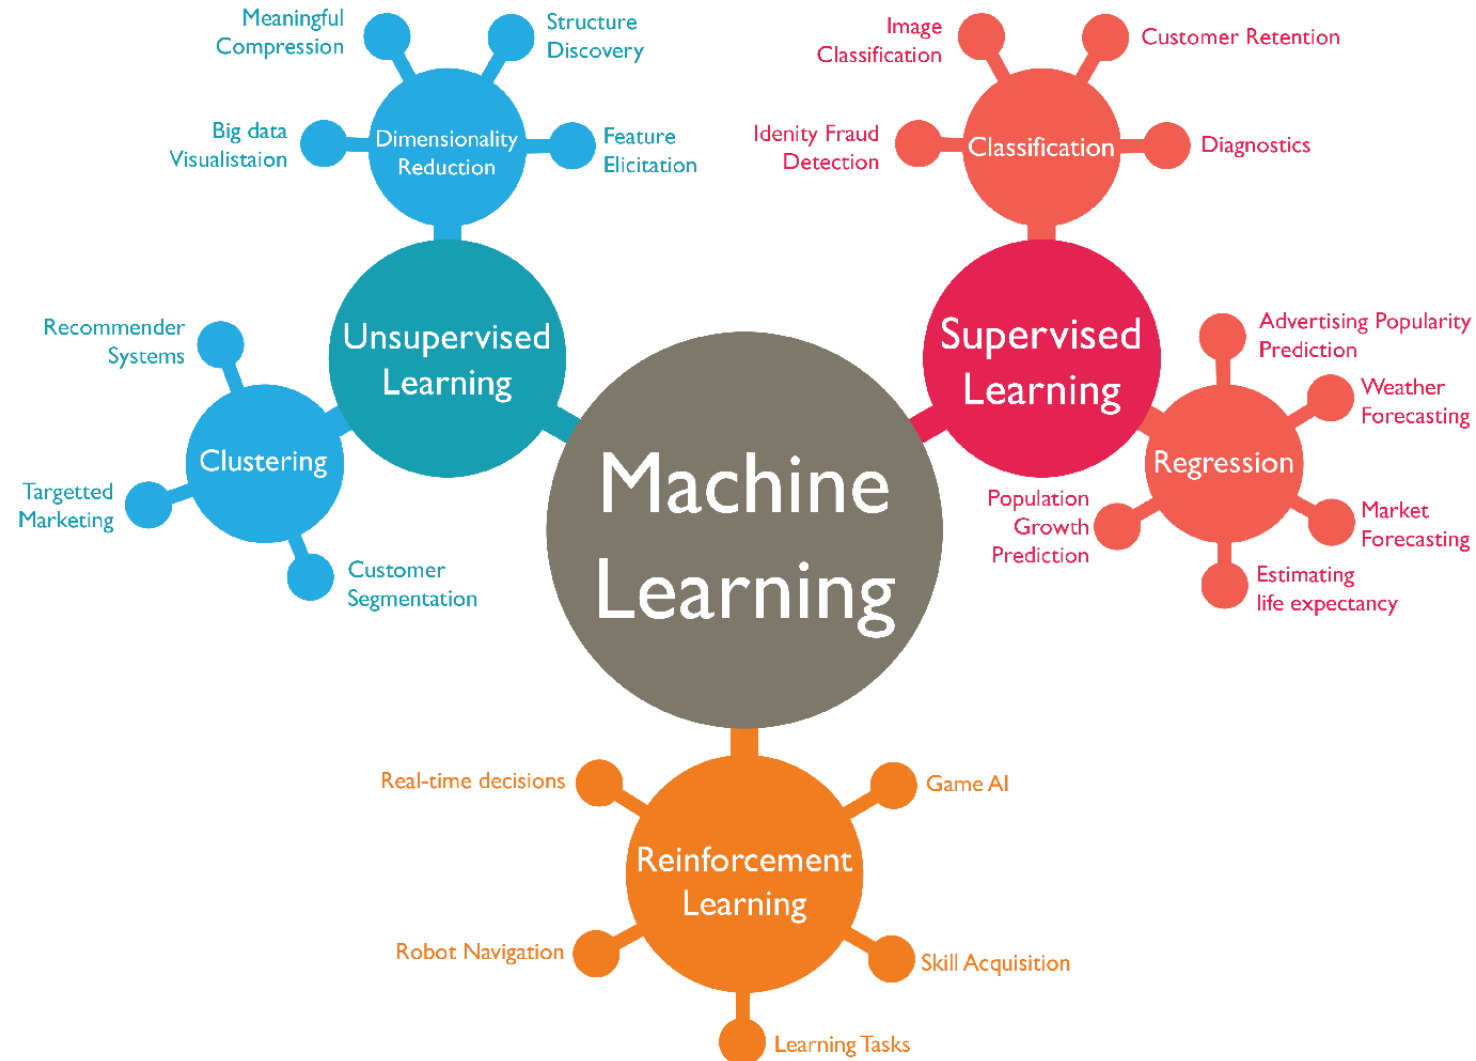 Meaningful
Compression
Structure
Discovery
Big data
Visualistaion
Dimensionality
Reduction
Feature
Elicitation
Image
Classification
Customer Retention
Idenity Fraud
Detection
Classification
Diagnostics
Unsupervised
Learning
Supervised
Learning
Recommender
Systems
Clustering
Targetted
Marketing
Customer
Segmentation
Advertising Popularity
Prediction
Weather
Forecasting
Regression
Population
Growth
Prediction
Market
Forecasting
Estimating
life expectancy
Machine
Learning
Real-time decisions
Game AI
Reinforcement
Learning
Robot Navigation
Skill Acquisition
Learning Tasks